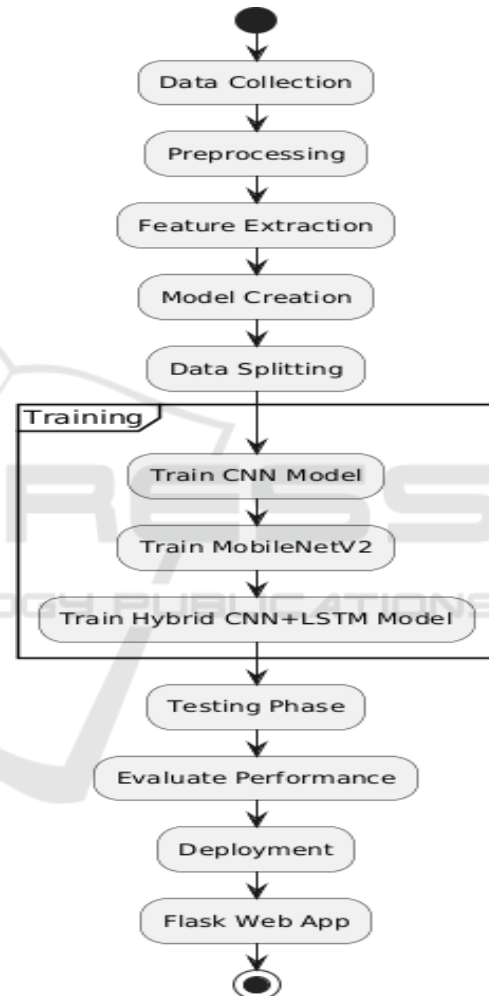 Data Collection
Preprocessing
Feature Extraction
Model Creation
Data Splitting
Training
Train CNN Model
Train MobileNetV2
Train Hybrid CNN+LSTM Model
Testing Phase
Evaluate Performance
Deployment
Flask Web App